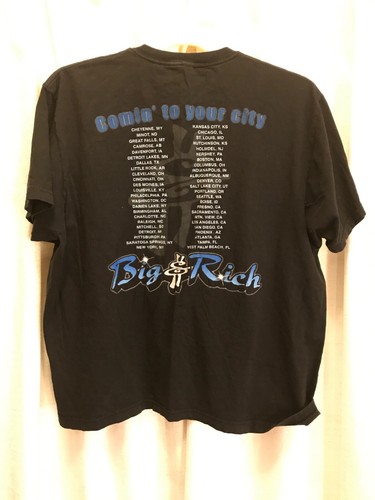 Comin' to your city
CHEYENNE, WY
MINOT, ND
GREAT FALLS, MT
CAMROSE, AB
DAVENPORT, IA
DETROIT LAKES, MN
DALLAS, TX
LITTLE ROCK, AR
CLEVELAND, OH
CINCINNATI, OH
DES MOINES, IA
LOUISVILLE, KY
PHILADELPHIA, PA
WASHINGTON, DC
DARIEN LAKE, NY
BIRMINGHAM, AL
CHARLOTTE, NC
RALEIGH, NC
MITCHELL, SD
DETROIT, MI
PITTSBURGH, PA
SARATOGA SPRINGS, NY
NEW YORK, NY
KANSAS CITY, KS
CHICAGO, IL
ST. LOUIS, MO
HUTCHINSON, KS
HOLMDEL, NJ
HERSHEY, PA
BOSTON, MA
COLUMBUS, OH
INDIANAPOLIS, IN
ALBUQUERQUE, NM
DENVER, CO
SALT LAKE CITY, UT
PORTLAND, OR
SEATTLE, WA
BOISE, ID
FRESNO, CA
SACRAMENTO, CA
MTN. VIEW, CA
LOS ANGELES, CA
SAN DIEGO, CA
PHOENIX, AZ
ATLANTA, GA
TAMPA, FL
WEST PALM BEACH, FL
Big & Rich